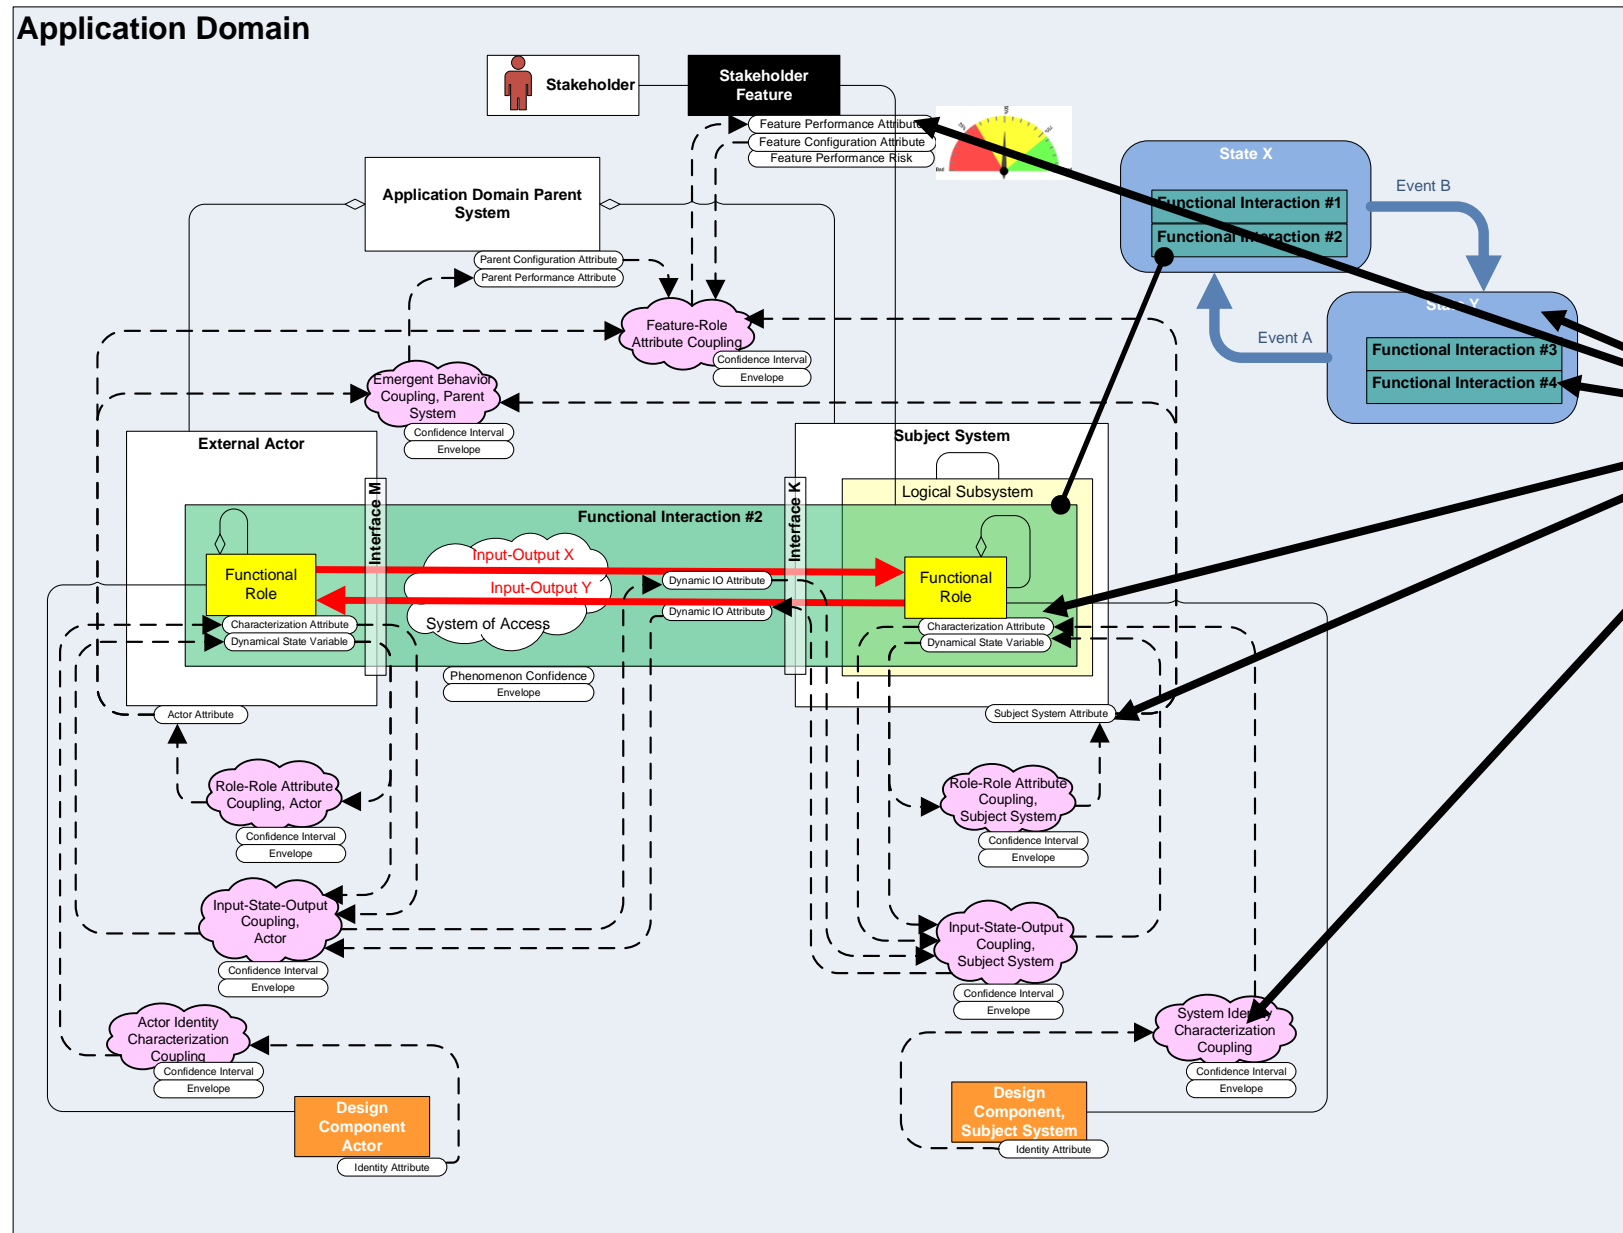 Application Domain
Stakeholder
Stakeholder
Feature
Feature Performance Attribute
Feature Configuration Attribute
Feature Performance Risk
State X
Functional Interaction #1
Functional Interaction #2
Event B
Application Domain Parent
System
Parent Configuration Attribute
Parent Performance Attribute
State Y
Functional Interaction #3
Functional Interaction #4
Event A
Feature-Role
Attribute Coupling
Confidence Interval
Envelope
Emergent Behavior
Coupling, Parent
System
Confidence Interval
Envelope
External Actor
Subject System
Interface M
Interface K
Logical Subsystem
Functional Interaction #2
Functional
Role
Input-Output X
Input-Output Y
System of Access
Dynamic IO Attribute
Dynamic IO Attribute
Functional
Role
Characterization Attribute
Dynamical State Variable
Characterization Attribute
Dynamical State Variable
Phenomenon Confidence
Envelope
Actor Attribute
Subject System Attribute
Role-Role Attribute
Coupling, Actor
Confidence Interval
Envelope
Role-Role Attribute
Coupling,
Subject System
Confidence Interval
Envelope
Input-State-Output
Coupling,
Actor
Confidence Interval
Envelope
Input-State-Output
Coupling,
Subject System
Confidence Interval
Envelope
Actor Identity
Characterization
Coupling
Confidence Interval
Envelope
System Identity
Characterization
Coupling
Confidence Interval
Envelope
Design
Component
Actor
Identity Attribute
Design
Component,
Subject System
Identity Attribute